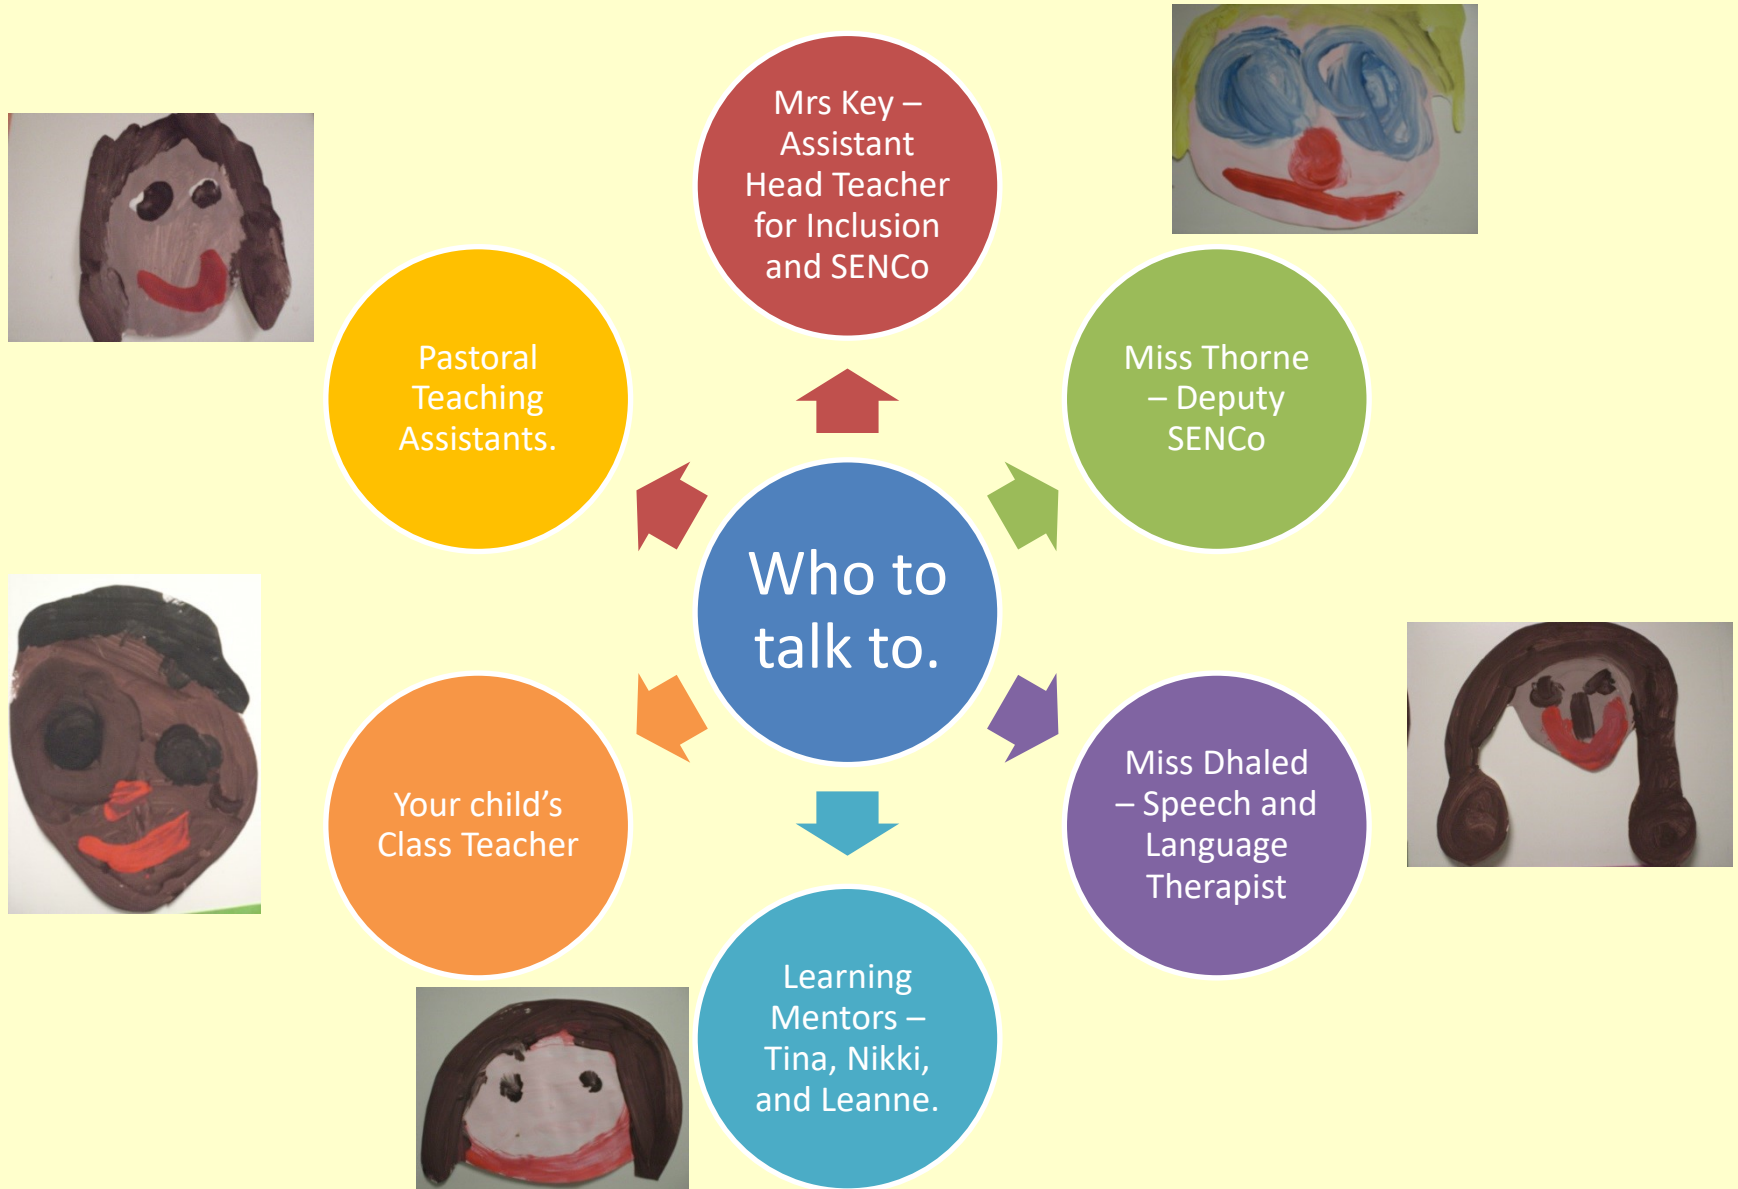 Mrs Key –
Assistant
Head Teacher
for Inclusion
and SENCo
Miss Thorne
– Deputy
SENCo
Miss Dhaled
– Speech and
Language
Therapist
Learning
Mentors –
Tina, Nikki,
and Leanne.
Your child’s
Class Teacher
Pastoral
Teaching
Assistants.
Who to
talk to.